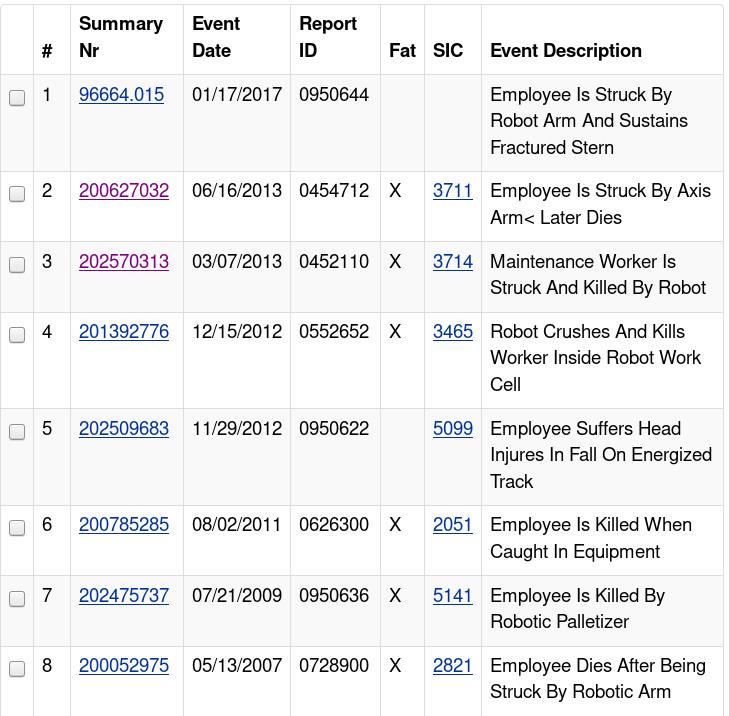 # Summary Nr Event Date Report ID Fat SIC Event Description
1 96664.015 01/17/2017 0950644 Employee Is Struck By
Robot Arm And Sustains
Fractured Stern
2 200627032 06/16/2013 0454712 X 3711 Employee Is Struck By Axis
Arm< Later Dies
3 202570313 03/07/2013 0452110 X 3714 Maintenance Worker Is
Struck And Killed By Robot
4 201392776 12/15/2012 0552652 X 3465 Robot Crushes And Kills
Worker Inside Robot Work
Cell
5 202509683 11/29/2012 0950622 5099 Employee Suffers Head
Injures In Fall On Energized
Track
6 200785285 08/02/2011 0626300 X 2051 Employee Is Killed When
Caught In Equipment
7 202475737 07/21/2009 0950636 X 5141 Employee Is Killed By
Robotic Palletizer
8 200052975 05/13/2007 0728900 X 2821 Employee Dies After Being
Struck By Robotic Arm